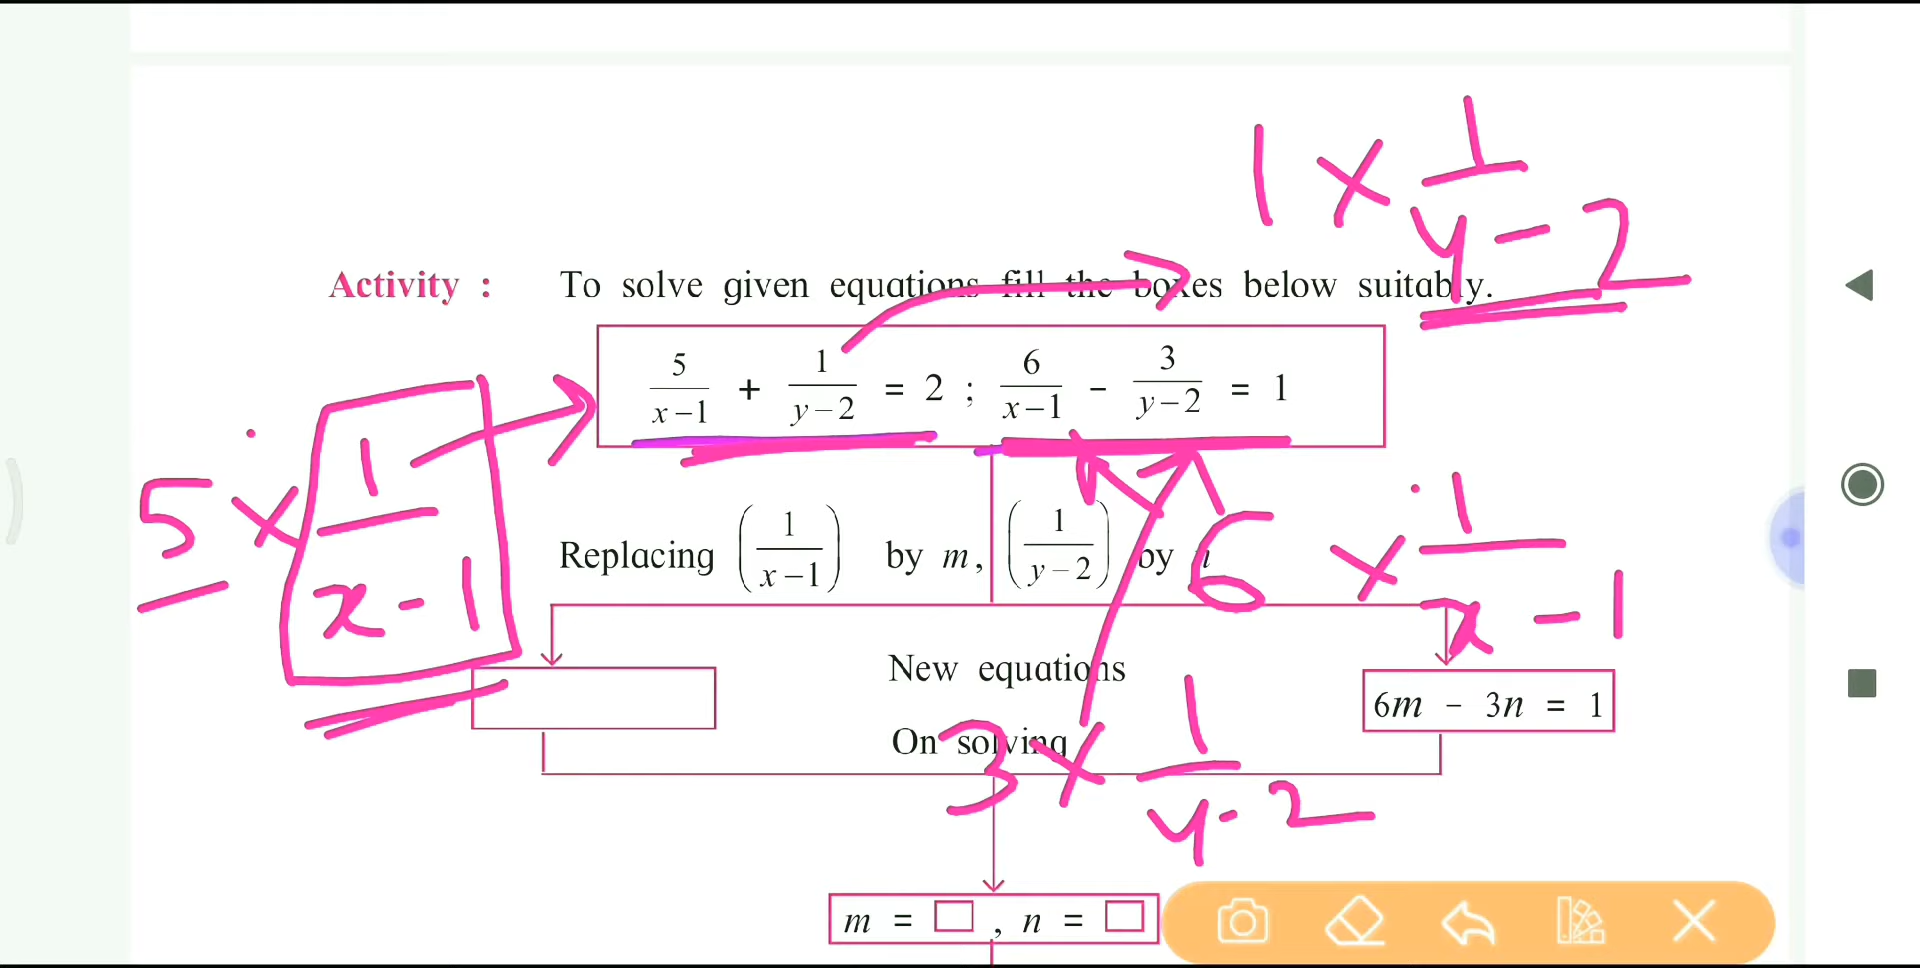 1 × 1/(y-2)
Activity : To solve given equations fill the boxes below suitably.
5/(x-1) + 1/(y-2) = 2 ; 6/(x-1) - 3/(y-2) = 1
5 × 1/(x-1)
6 × 1/(x-1)
Replacing (1/(x-1)) by m, (1/(y-2)) by n
New equations
6m - 3n = 1
On solving
3 × 1/(y-2)
m = □ , n = □